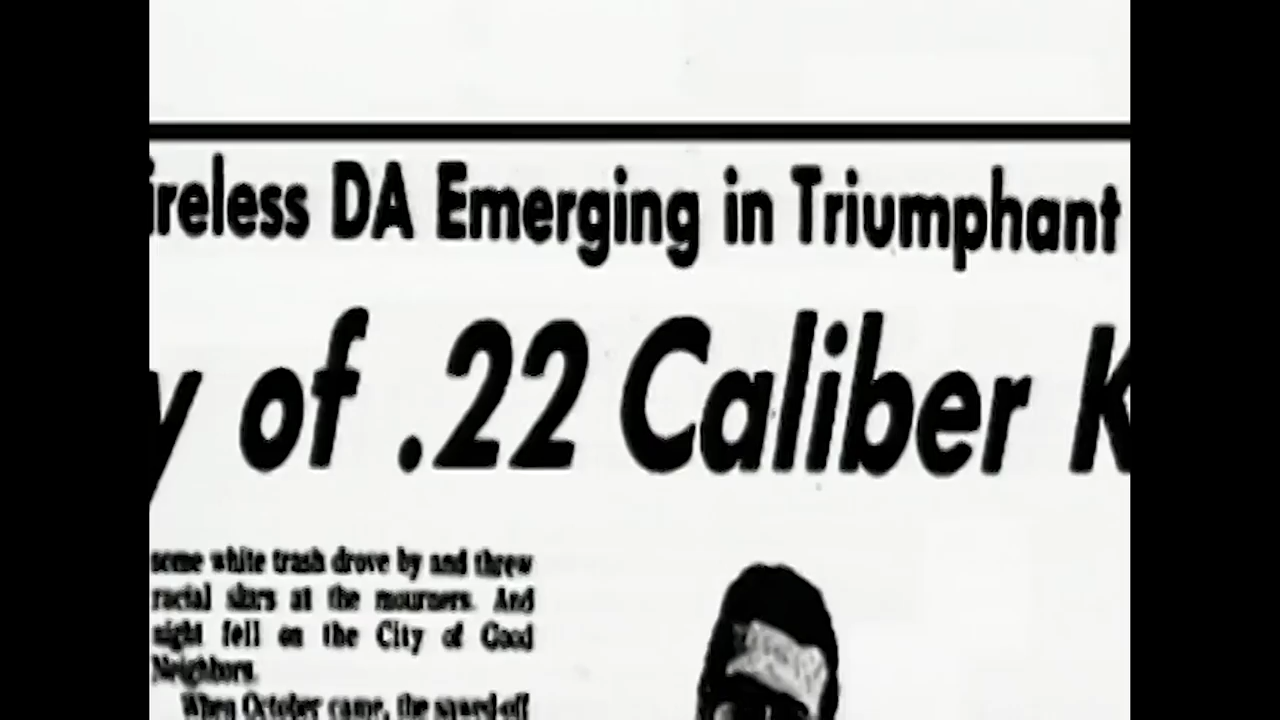 ireless DA Emerging in Triumphant
y of .22 Caliber K
some white trash drove by and threw
racial slurs at the mourners. And
night fell on the City of Good
Neighbors.
When October came, the sawed-off